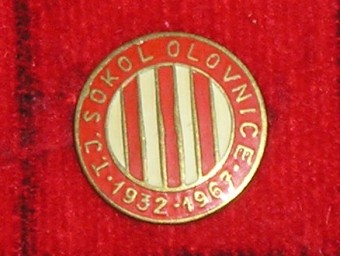 T.J. SOKOL OLOVNICE
· 1932 - 1967 ·